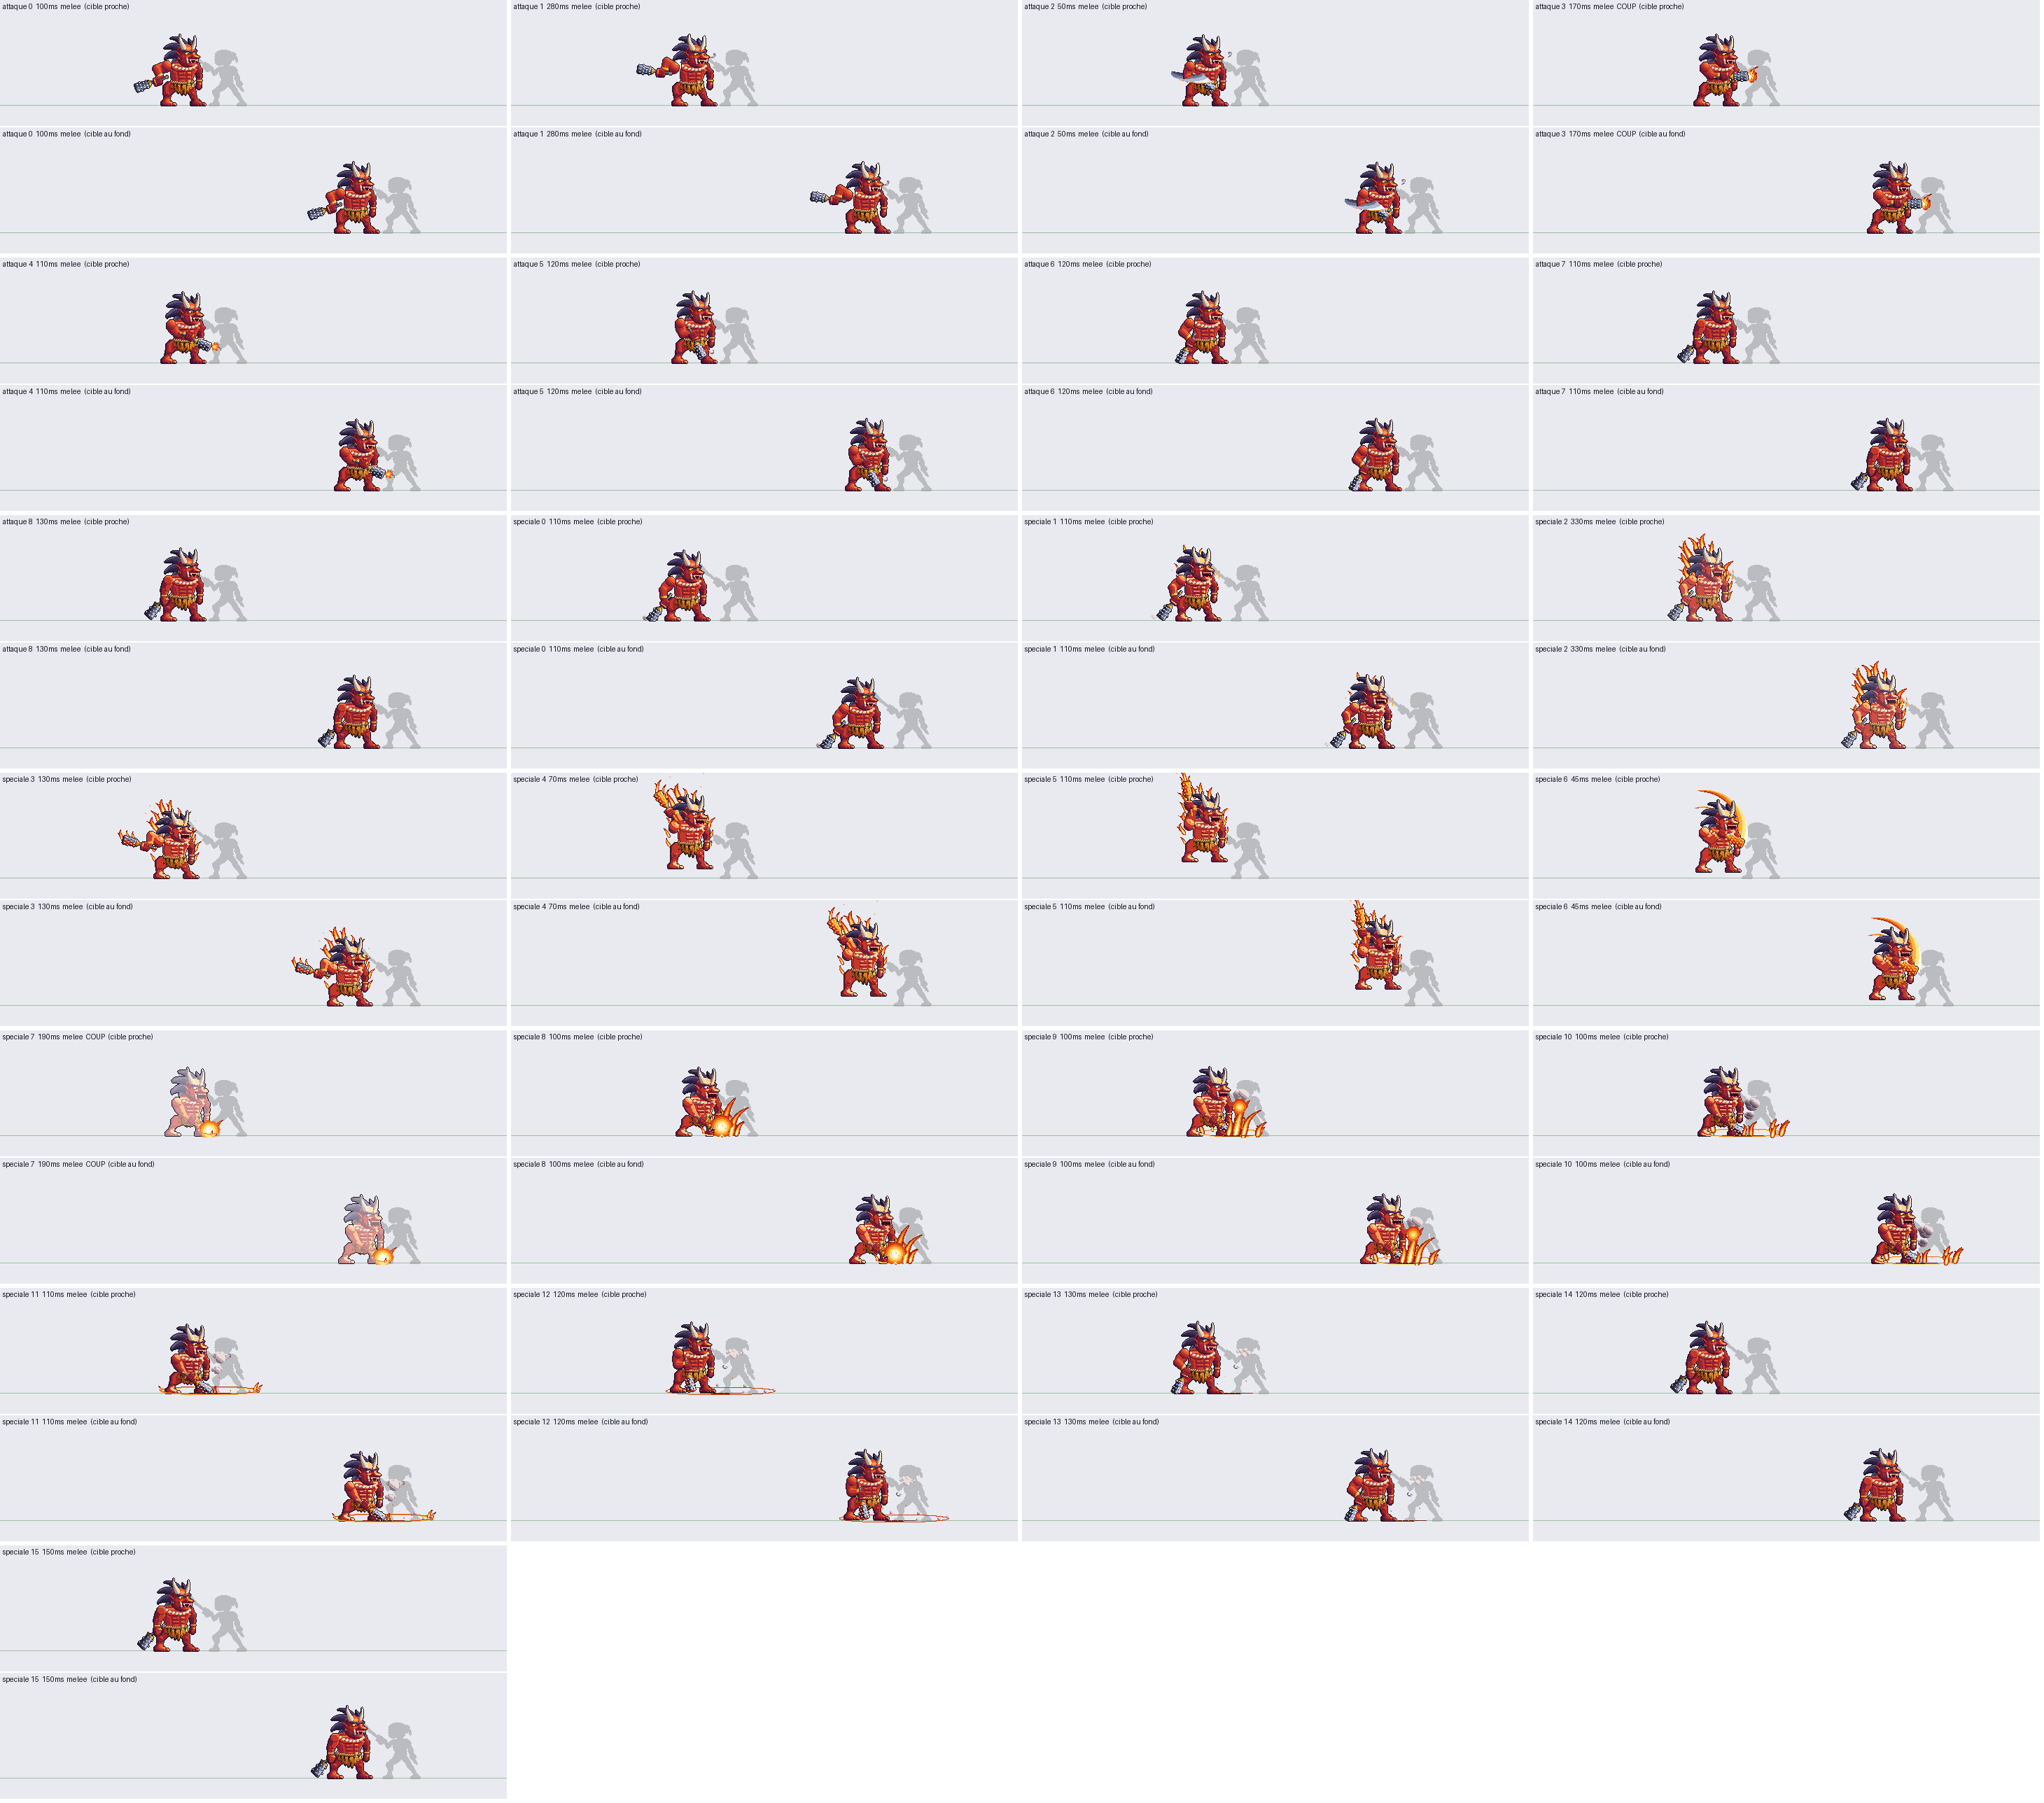 attaque 0 100ms melee (cible proche)
attaque 1 280ms melee (cible proche)
attaque 2 50ms melee (cible proche)
attaque 3 170ms melee COUP (cible proche)
attaque 0 100ms melee (cible au fond)
attaque 1 280ms melee (cible au fond)
attaque 2 50ms melee (cible au fond)
attaque 3 170ms melee COUP (cible au fond)
attaque 4 110ms melee (cible proche)
attaque 5 120ms melee (cible proche)
attaque 6 120ms melee (cible proche)
attaque 7 110ms melee (cible proche)
attaque 4 110ms melee (cible au fond)
attaque 5 120ms melee (cible au fond)
attaque 6 120ms melee (cible au fond)
attaque 7 110ms melee (cible au fond)
attaque 8 130ms melee (cible proche)
speciale 0 110ms melee (cible proche)
speciale 1 110ms melee (cible proche)
speciale 2 330ms melee (cible proche)
attaque 8 130ms melee (cible au fond)
speciale 0 110ms melee (cible au fond)
speciale 1 110ms melee (cible au fond)
speciale 2 330ms melee (cible au fond)
speciale 3 130ms melee (cible proche)
speciale 4 70ms melee (cible proche)
speciale 5 110ms melee (cible proche)
speciale 6 45ms melee (cible proche)
speciale 3 130ms melee (cible au fond)
speciale 4 70ms melee (cible au fond)
speciale 5 110ms melee (cible au fond)
speciale 6 45ms melee (cible au fond)
speciale 7 190ms melee COUP (cible proche)
speciale 8 100ms melee (cible proche)
speciale 9 100ms melee (cible proche)
speciale 10 100ms melee (cible proche)
speciale 7 190ms melee COUP (cible au fond)
speciale 8 100ms melee (cible au fond)
speciale 9 100ms melee (cible au fond)
speciale 10 100ms melee (cible au fond)
speciale 11 110ms melee (cible proche)
speciale 12 120ms melee (cible proche)
speciale 13 130ms melee (cible proche)
speciale 14 120ms melee (cible proche)
speciale 11 110ms melee (cible au fond)
speciale 12 120ms melee (cible au fond)
speciale 13 130ms melee (cible au fond)
speciale 14 120ms melee (cible au fond)
speciale 15 150ms melee (cible proche)
speciale 15 150ms melee (cible au fond)